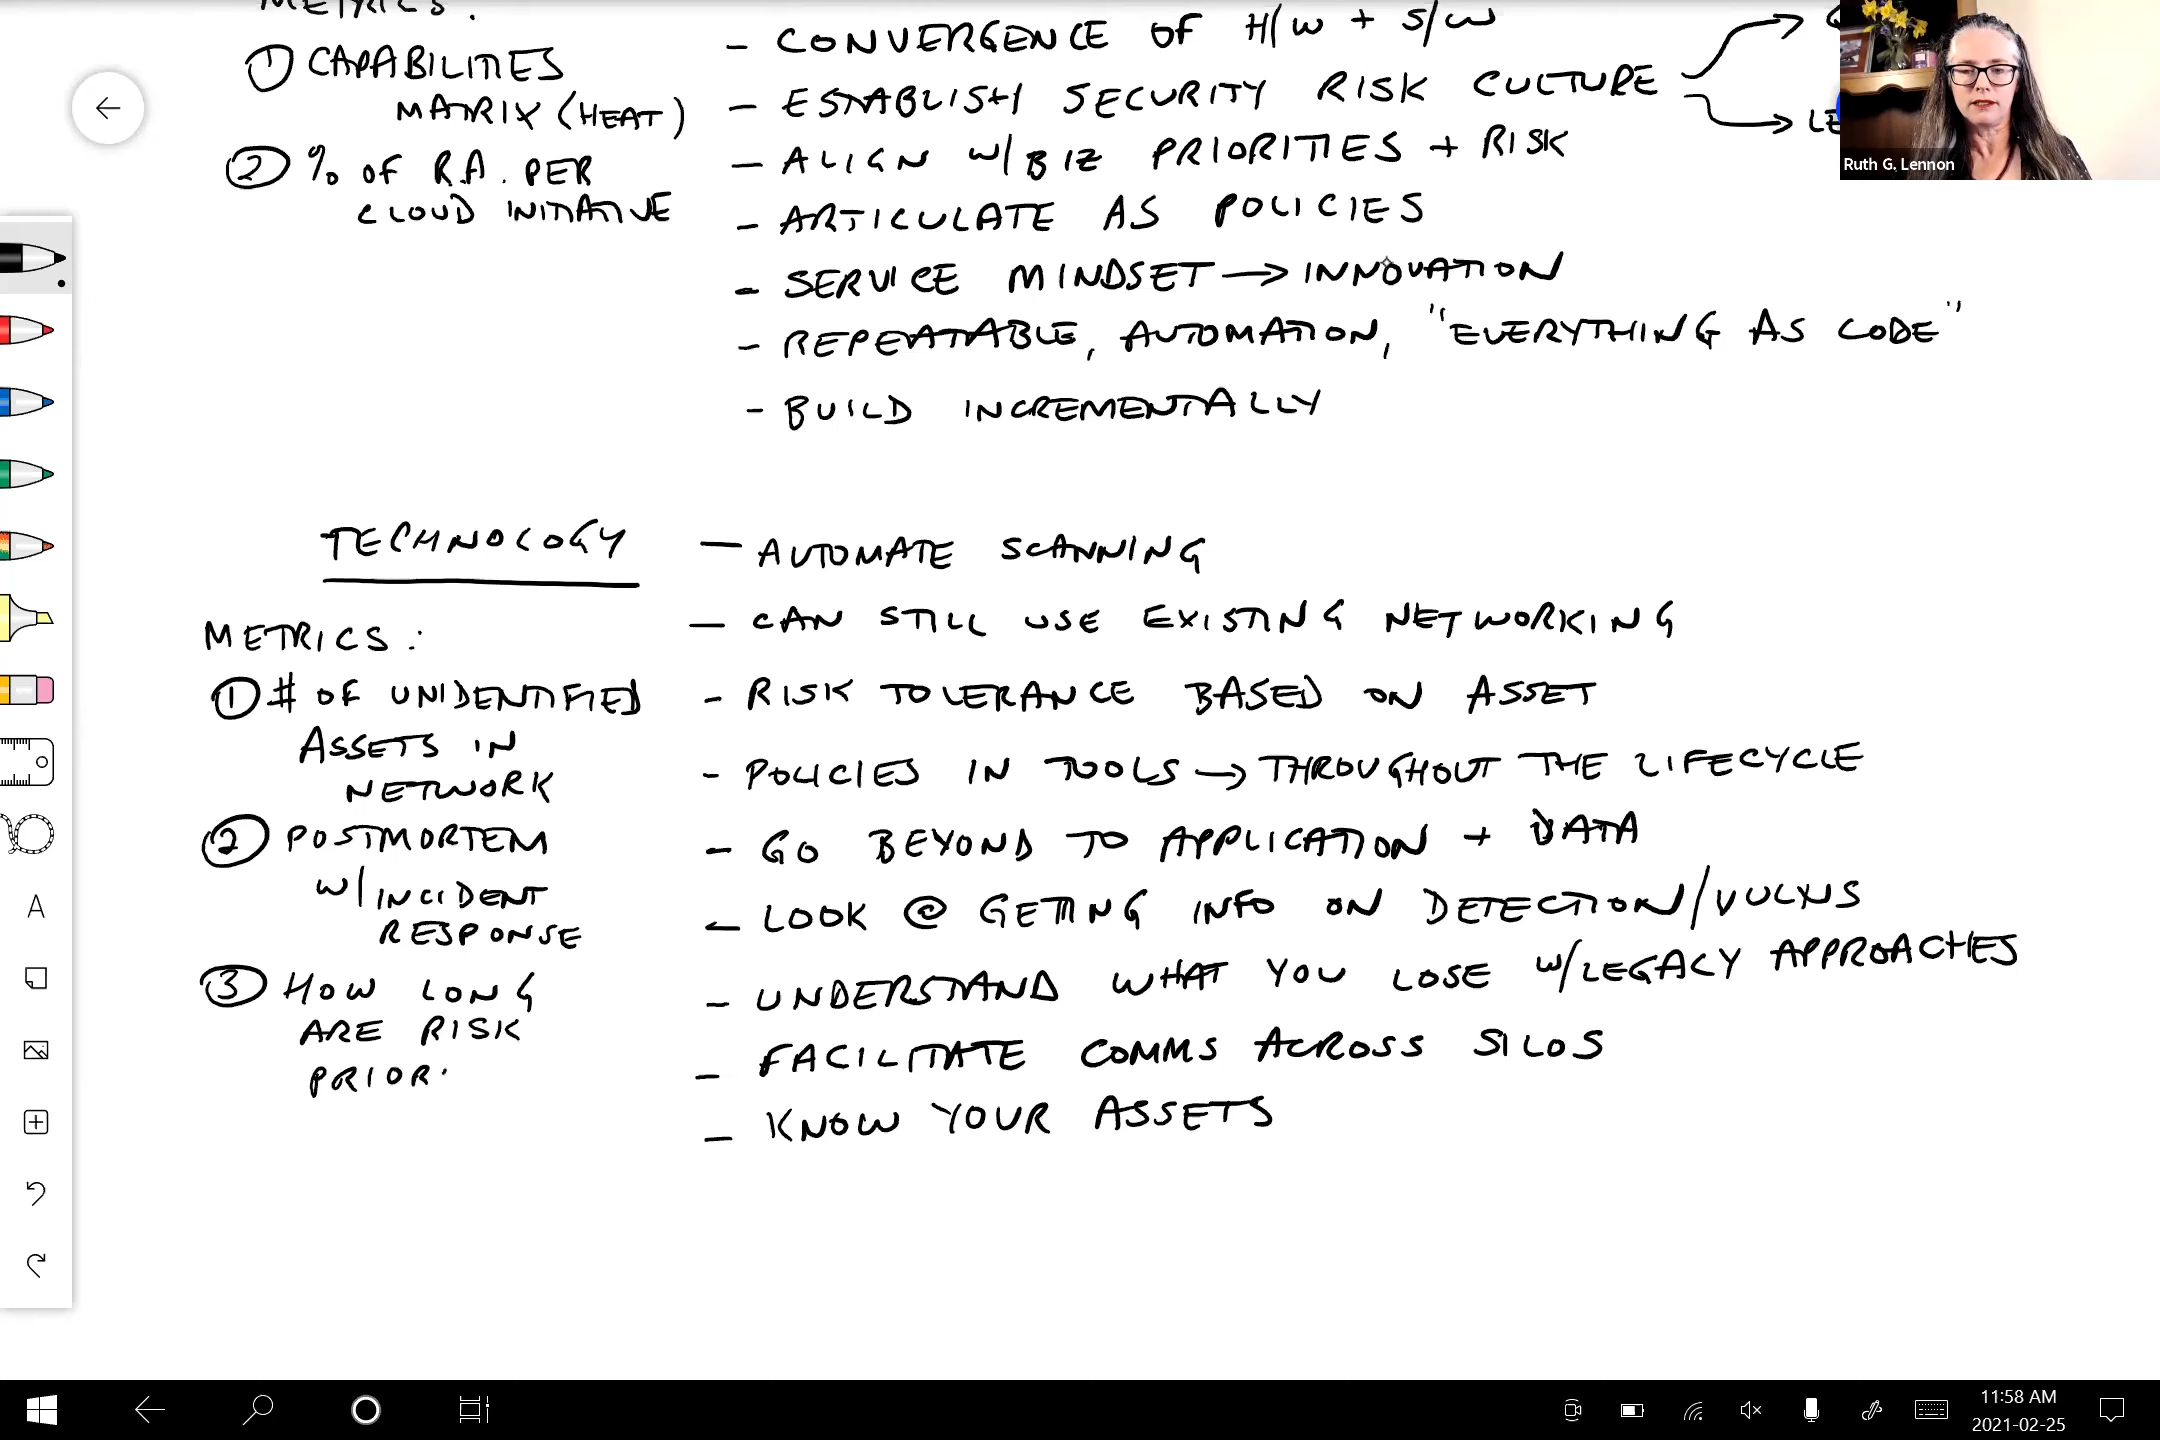 METRICS:
① CAPABILITIES
MATRIX (HEAT)
② % OF R.A. PER
CLOUD INITIATIVE
- CONVERGENCE OF H/W + S/W
- ESTABLISH SECURITY RISK CULTURE
LE
- ALIGN W/ BIZ PRIORITIES + RISK
- ARTICULATE AS POLICIES
- SERVICE MINDSET → INNOVATION
- REPEATABLE, AUTOMATION, "EVERYTHING AS CODE"
- BUILD INCREMENTALLY
Ruth G. Lennon
TECHNOLOGY
METRICS:
① # OF UNIDENTIFIED
ASSETS IN
NETWORK
② POSTMORTEM
W/ INCIDENT
RESPONSE
③ HOW LONG
ARE RISK
PRIOR.
- AUTOMATE SCANNING
- CAN STILL USE EXISTING NETWORKING
- RISK TOLERANCE BASED ON ASSET
- POLICIES IN TOOLS → THROUGHOUT THE LIFECYCLE
- GO BEYOND TO APPLICATION + DATA
- LOOK @ GETTING INFO ON DETECTION/VULNS
- UNDERSTAND WHAT YOU LOSE W/ LEGACY APPROACHES
- FACILITATE COMMS ACROSS SILOS
- KNOW YOUR ASSETS
A
11:58 AM
2021-02-25